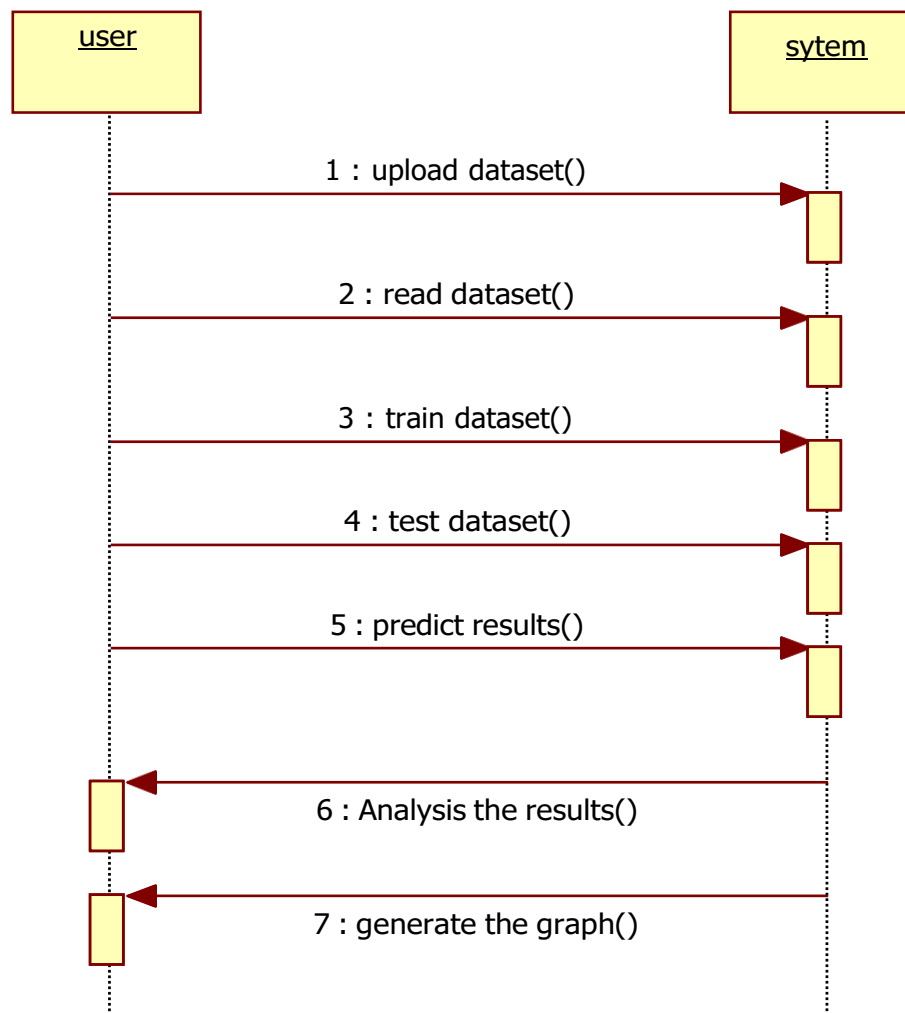 user
sytem
1 : upload dataset()
2 : read dataset()
3 : train dataset()
4 : test dataset()
5 : predict results()
6 : Analysis the results()
7 : generate the graph()